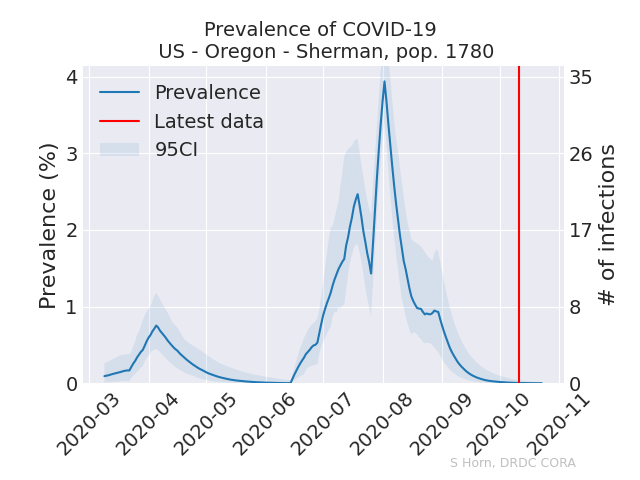 Prevalence of COVID-19
US - Oregon - Sherman, pop. 1780
Prevalence
Latest data
95CI
Prevalence (%)
4
3
2
1
0
# of infections
35
26
17
8
0
2020-03
2020-04
2020-05
2020-06
2020-07
2020-08
2020-09
2020-10
2020-11
S Horn, DRDC CORA